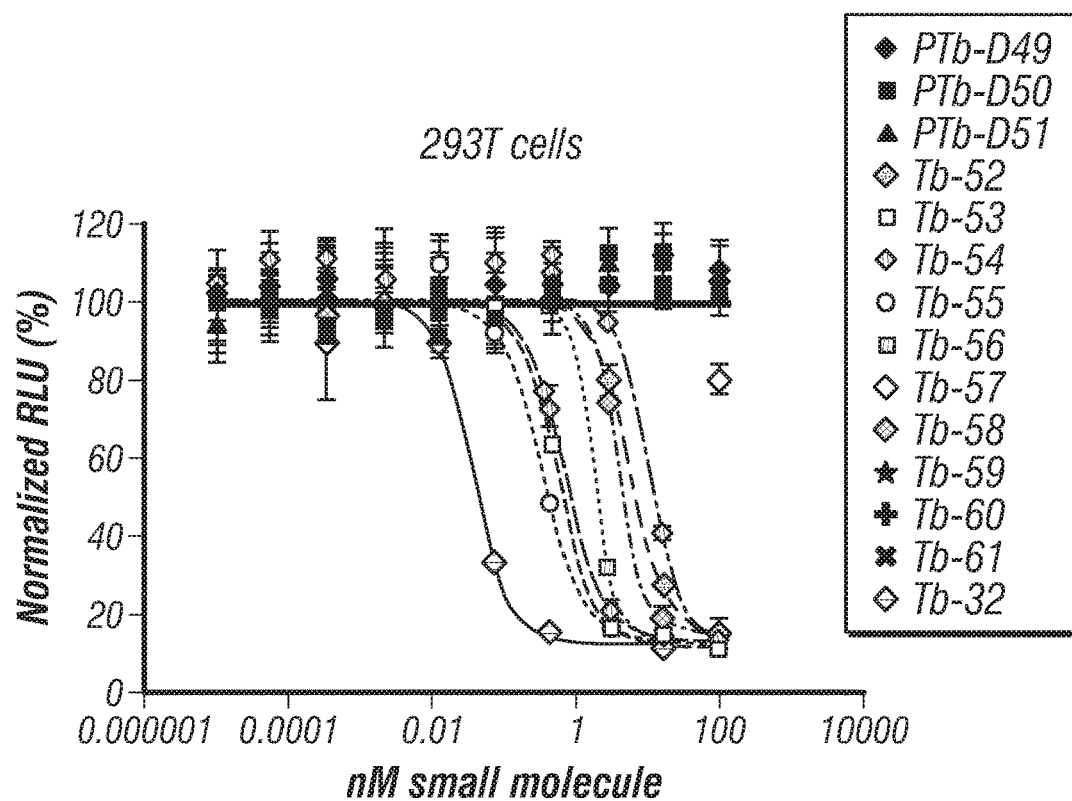 293T cells
Normalized RLU (%)
120
100
80
60
40
20
0
0.000001
0.0001
0.01
1
100
10000
nM small molecule
PTb-D49
PTb-D50
PTb-D51
Tb-52
Tb-53
Tb-54
Tb-55
Tb-56
Tb-57
Tb-58
Tb-59
Tb-60
Tb-61
Tb-32